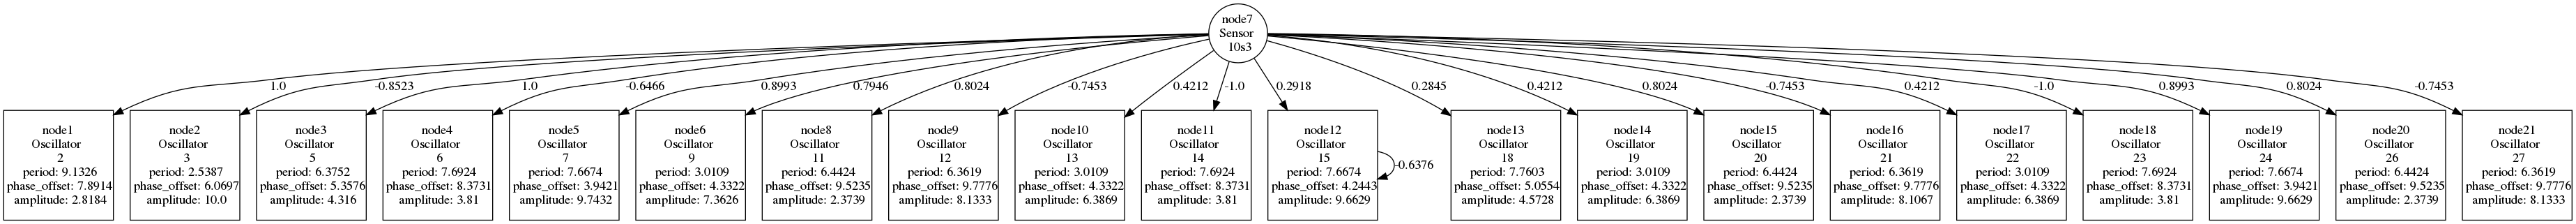 node7
Sensor
10s3
1.0
-0.8523
1.0
-0.6466
0.8993
0.7946
0.8024
-0.7453
0.4212
-1.0
0.2918
0.2845
0.4212
0.8024
-0.7453
0.4212
-1.0
0.8993
0.8024
-0.7453
node1
Oscillator
2
period: 9.1326
phase_offset: 7.8914
amplitude: 2.8184
node2
Oscillator
3
period: 2.5387
phase_offset: 6.0697
amplitude: 10.0
node3
Oscillator
5
period: 6.3752
phase_offset: 5.3576
amplitude: 4.316
node4
Oscillator
6
period: 7.6924
phase_offset: 8.3731
amplitude: 3.81
node5
Oscillator
7
period: 7.6674
phase_offset: 3.9421
amplitude: 9.7432
node6
Oscillator
9
period: 3.0109
phase_offset: 4.3322
amplitude: 7.3626
node8
Oscillator
11
period: 6.4424
phase_offset: 9.5235
amplitude: 2.3739
node9
Oscillator
12
period: 6.3619
phase_offset: 9.7776
amplitude: 8.1333
node10
Oscillator
13
period: 3.0109
phase_offset: 4.3322
amplitude: 6.3869
node11
Oscillator
14
period: 7.6924
phase_offset: 8.3731
amplitude: 3.81
node12
Oscillator
15
period: 7.6674
phase_offset: 4.2443
amplitude: 9.6629
-0.6376
node13
Oscillator
18
period: 7.7603
phase_offset: 5.0554
amplitude: 4.5728
node14
Oscillator
19
period: 3.0109
phase_offset: 4.3322
amplitude: 6.3869
node15
Oscillator
20
period: 6.4424
phase_offset: 9.5235
amplitude: 2.3739
node16
Oscillator
21
period: 6.3619
phase_offset: 9.7776
amplitude: 8.1067
node17
Oscillator
22
period: 3.0109
phase_offset: 4.3322
amplitude: 6.3869
node18
Oscillator
23
period: 7.6924
phase_offset: 8.3731
amplitude: 3.81
node19
Oscillator
24
period: 7.6674
phase_offset: 3.9421
amplitude: 9.6629
node20
Oscillator
26
period: 6.4424
phase_offset: 9.5235
amplitude: 2.3739
node21
Oscillator
27
period: 6.3619
phase_offset: 9.7776
amplitude: 8.1333